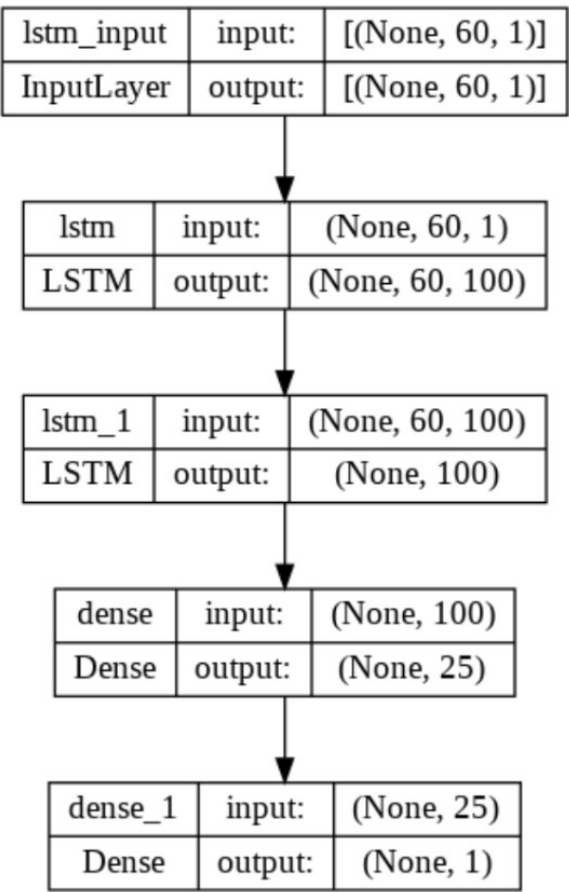 lstm_input input: [(None, 60, 1)]
InputLayer output: [(None, 60, 1)]
lstm input: (None, 60, 1)
LSTM output: (None, 60, 100)
lstm_1 input: (None, 60, 100)
LSTM output: (None, 100)
dense input: (None, 100)
Dense output: (None, 25)
dense_1 input: (None, 25)
Dense output: (None, 1)